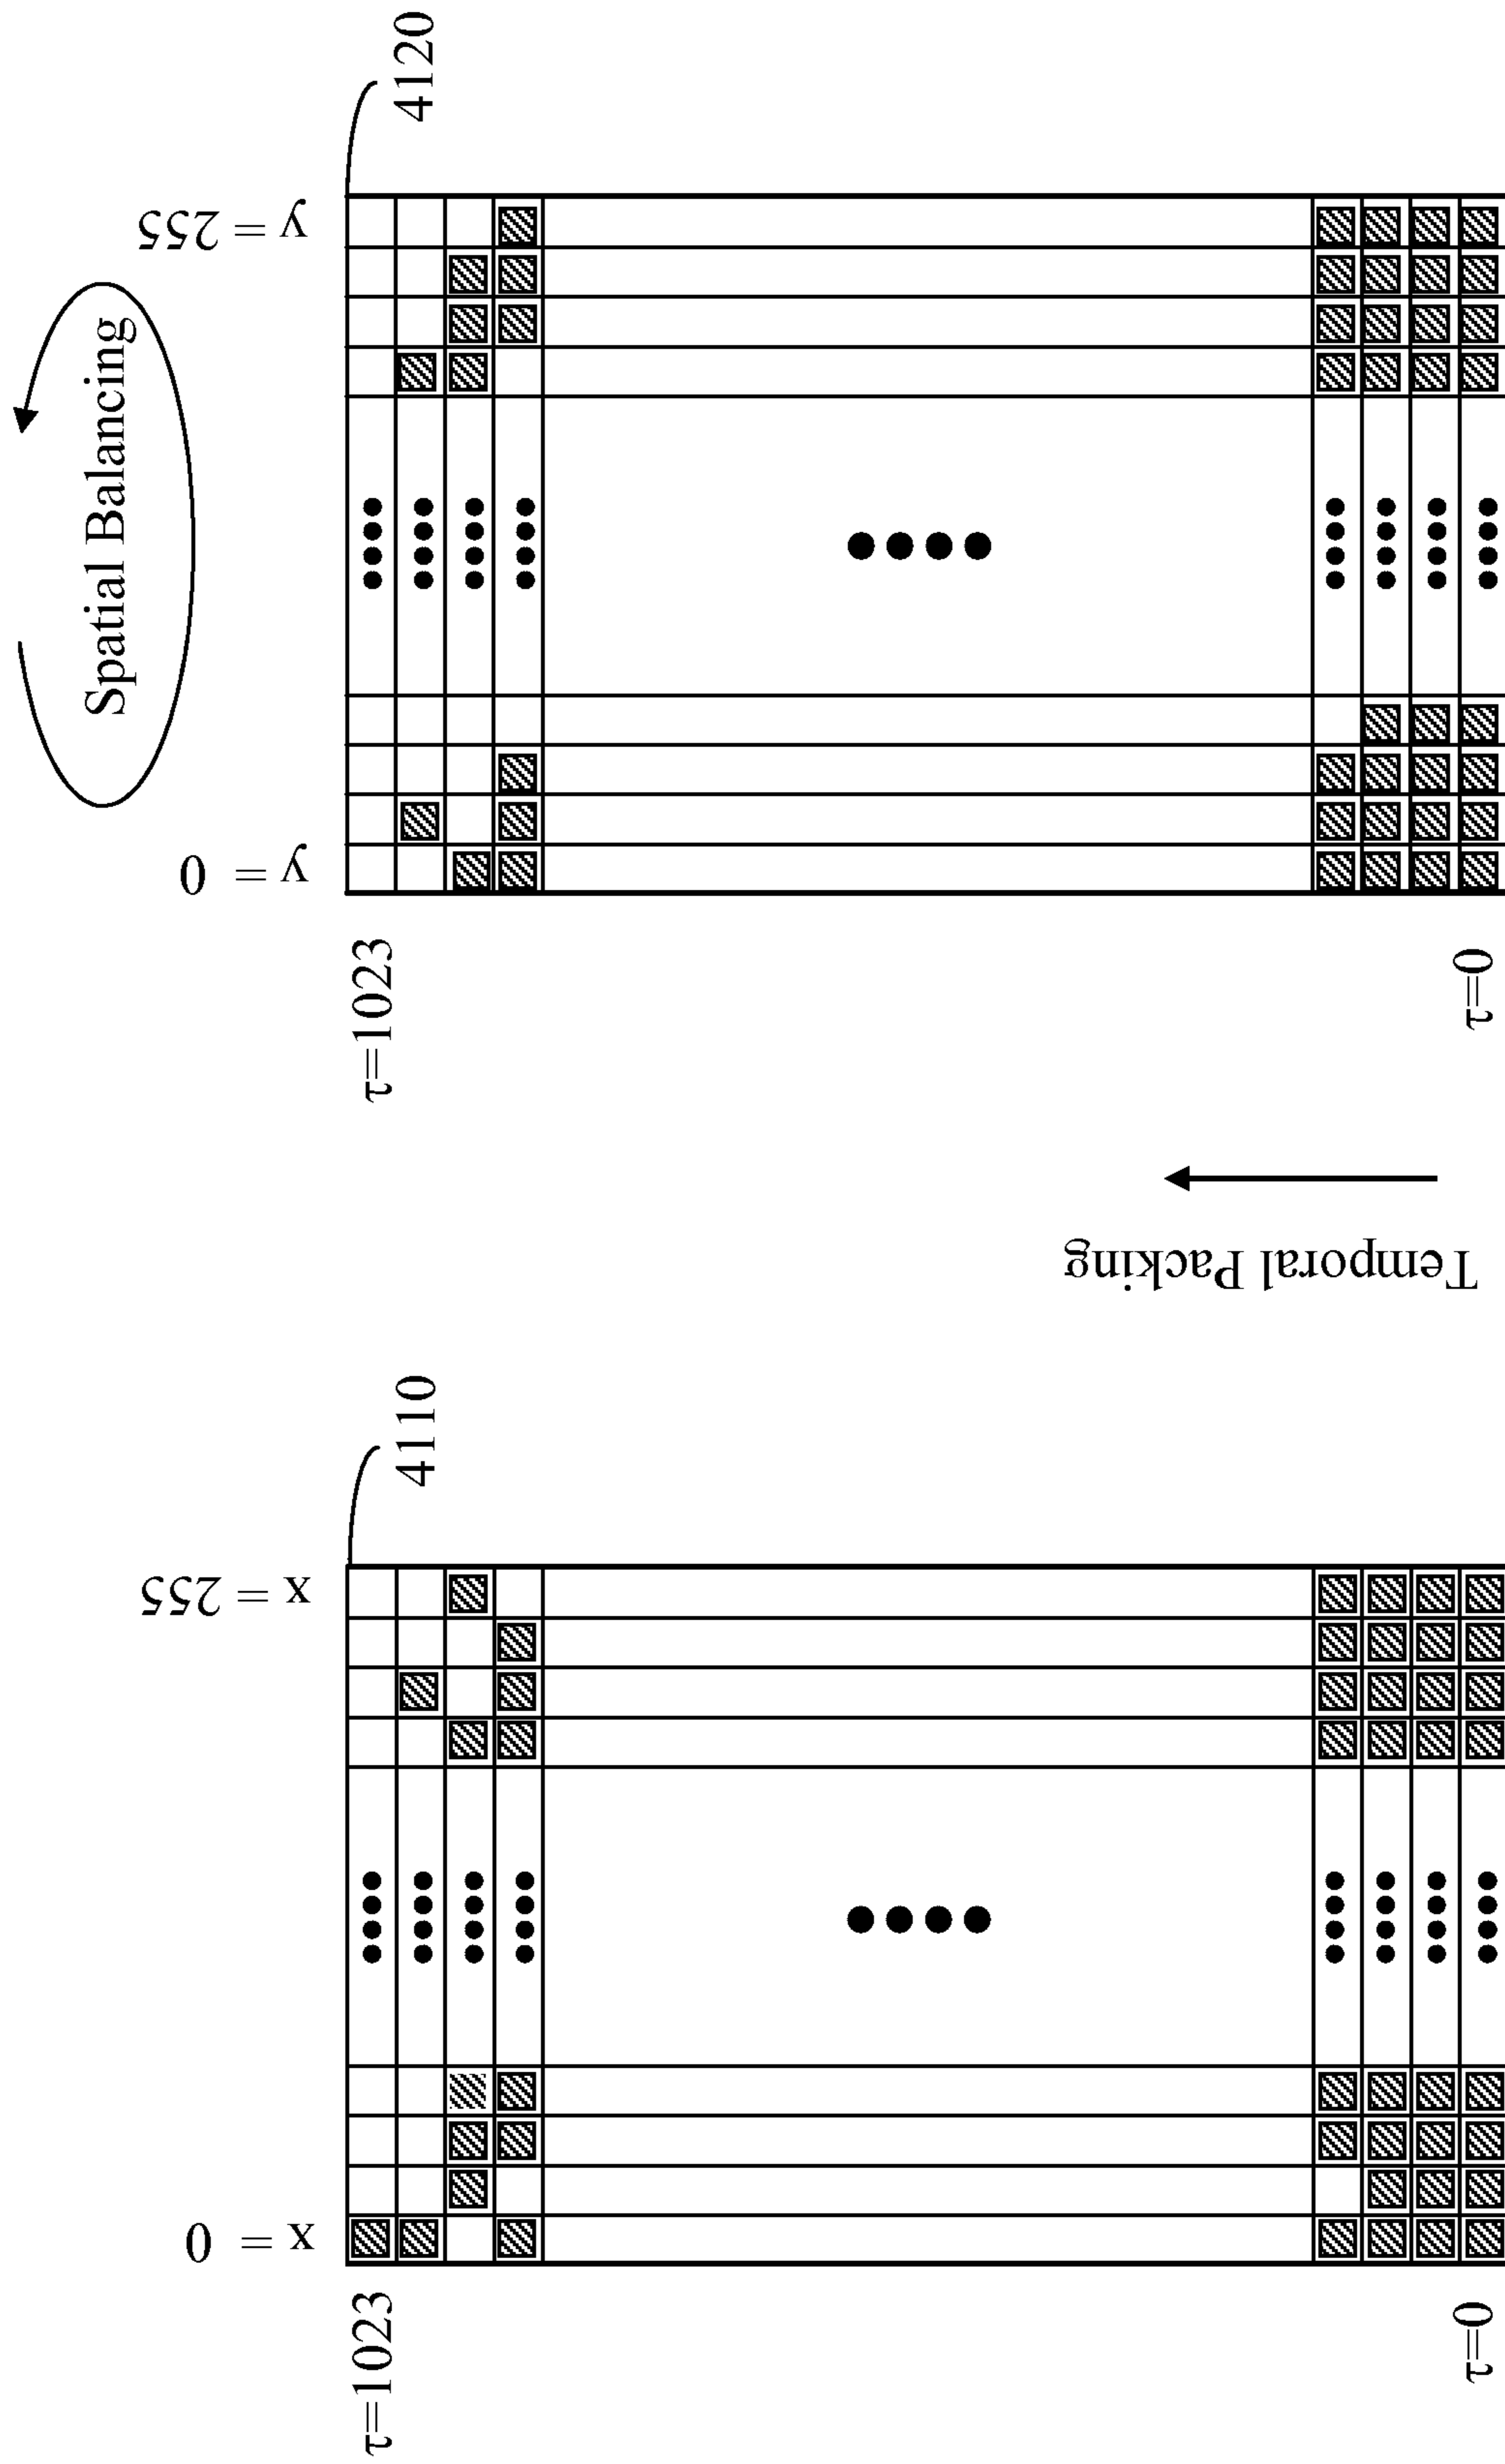 Spatial Balancing
y = 0
y = 255
4120
τ=1023
τ=0
Temporal Packing
x = 0
x = 255
4110
τ=1023
τ=0